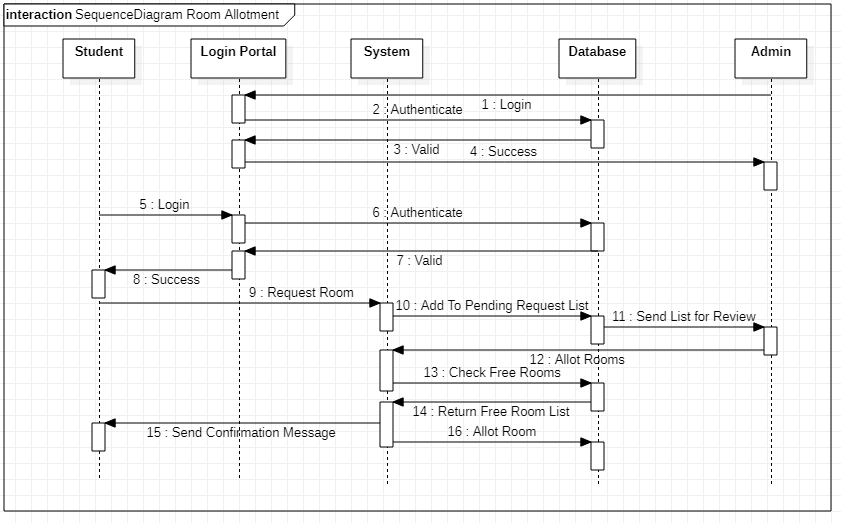 interaction SequenceDiagram Room Allotment
Student
Login Portal
System
Database
Admin
1 : Login
2 : Authenticate
3 : Valid
4 : Success
5 : Login
6 : Authenticate
7 : Valid
8 : Success
9 : Request Room
10 : Add To Pending Request List
11 : Send List for Review
12 : Allot Rooms
13 : Check Free Rooms
14 : Return Free Room List
15 : Send Confirmation Message
16 : Allot Room